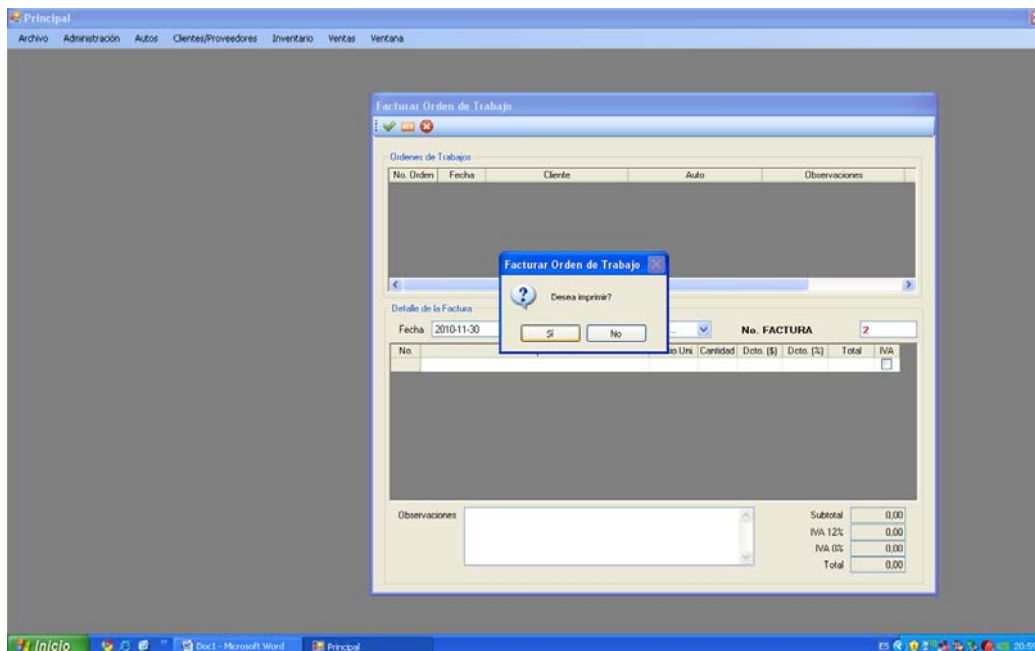 Principal
Archivo Administración Autos Clientes/Proveedores Inventario Ventas Ventana
Facturar Orden de Trabajo
Ordenes de Trabajos
No. Orden Fecha Cliente Auto Observaciones
Facturar Orden de Trabajo
Desea imprimir?
Sí No
Detalle de la Factura
Fecha 2010-11-30 ... No. FACTURA 2
No. Uni. Cantidad Dcto. ($) Dcto. (%) Total IVA
Observaciones
Subtotal 0,00
IVA 12% 0,00
IVA 0% 0,00
Total 0,00
Inicio Doc1 - Microsoft Word Principal ES